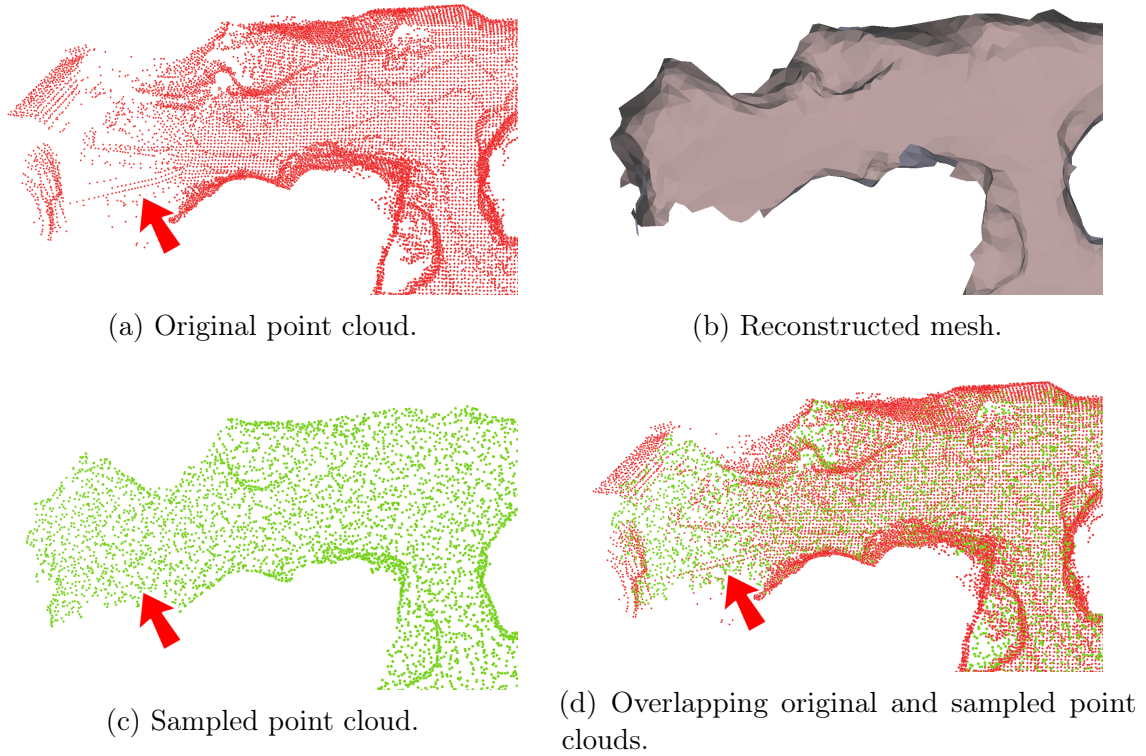 (a) Original point cloud.
(b) Reconstructed mesh.
(c) Sampled point cloud.
(d) Overlapping original and sampled point
clouds.